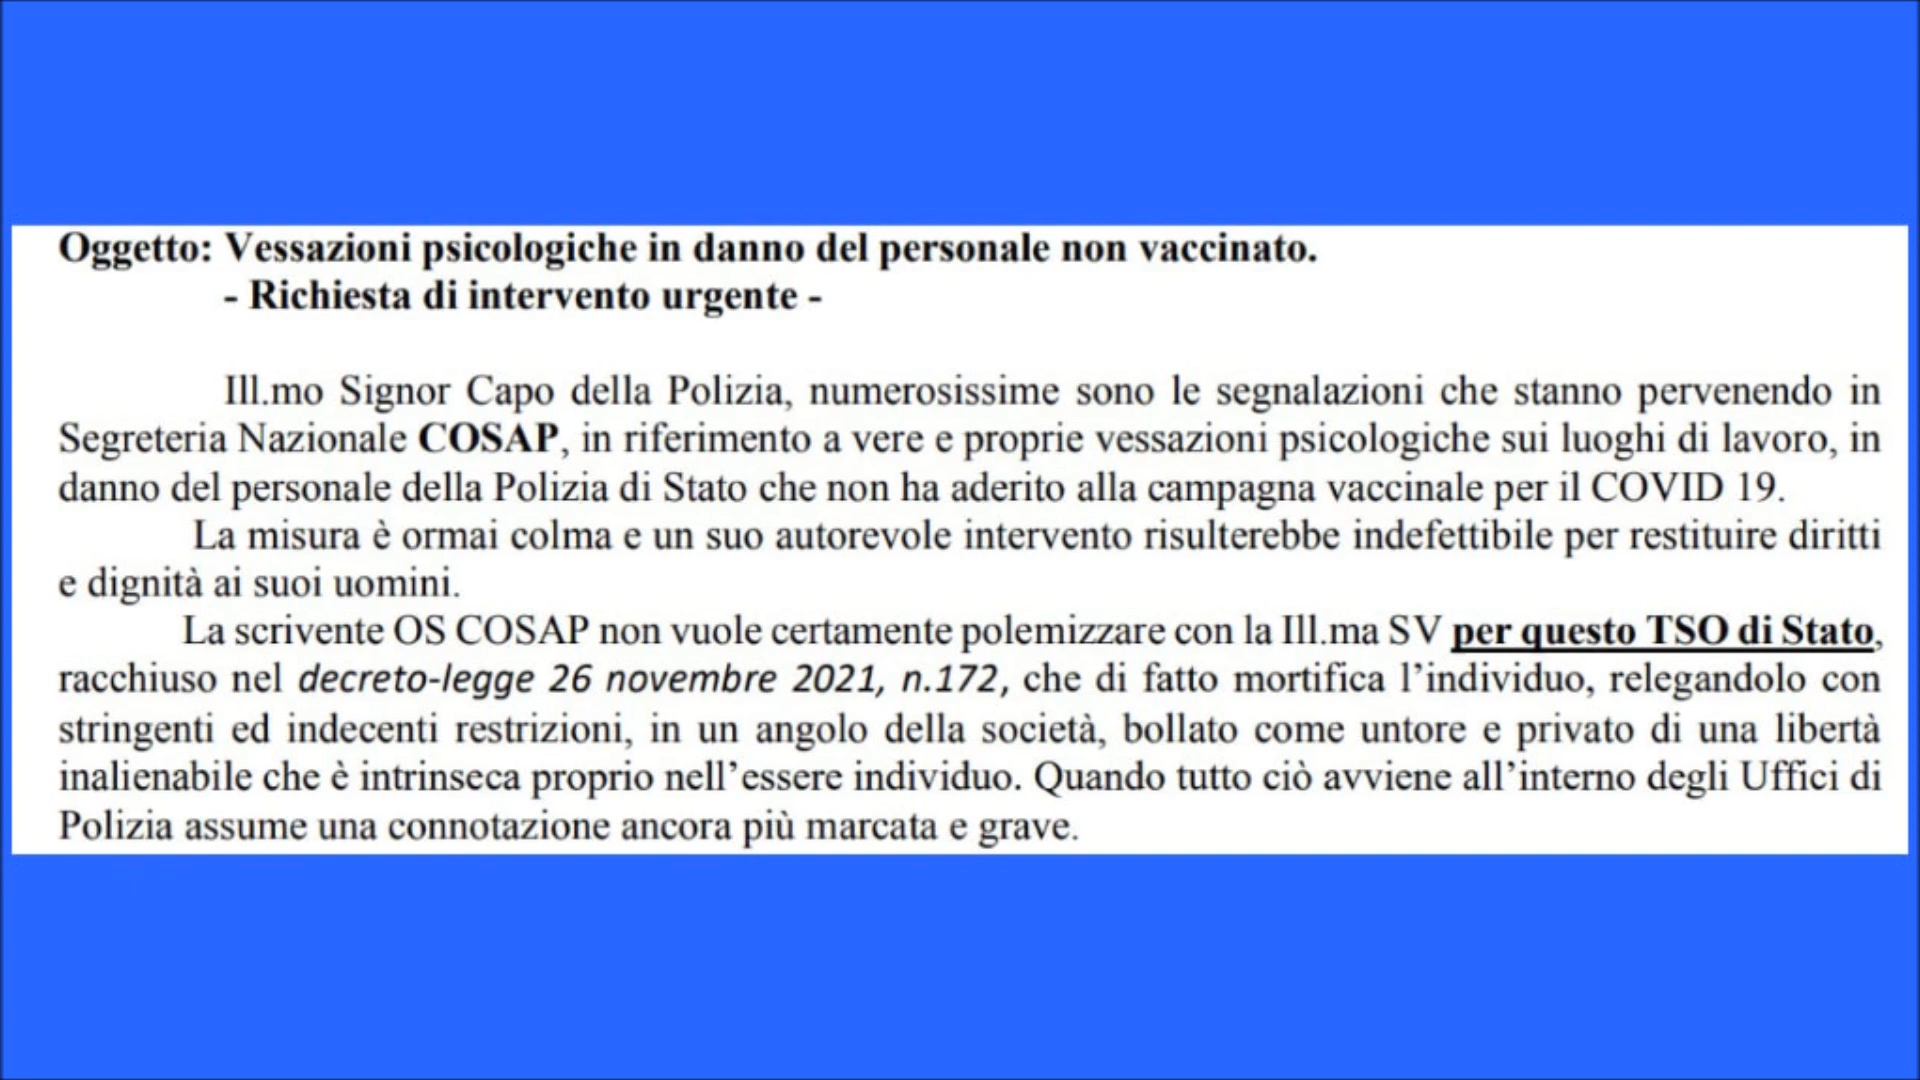 Oggetto: Vessazioni psicologiche in danno del personale non vaccinato.
- Richiesta di intervento urgente -
Ill.mo Signor Capo della Polizia, numerosissime sono le segnalazioni che stanno pervenendo in
Segreteria Nazionale COSAP, in riferimento a vere e proprie vessazioni psicologiche sui luoghi di lavoro, in
danno del personale della Polizia di Stato che non ha aderito alla campagna vaccinale per il COVID 19.
La misura è ormai colma e un suo autorevole intervento risulterebbe indefettibile per restituire diritti
e dignità ai suoi uomini.
La scrivente OS COSAP non vuole certamente polemizzare con la Ill.ma SV per questo TSO di Stato,
racchiuso nel decreto-legge 26 novembre 2021, n.172, che di fatto mortifica l’individuo, relegandolo con
stringenti ed indecenti restrizioni, in un angolo della società, bollato come untore e privato di una libertà
inalienabile che è intrinseca proprio nell’essere individuo. Quando tutto ciò avviene all’interno degli Uffici di
Polizia assume una connotazione ancora più marcata e grave.